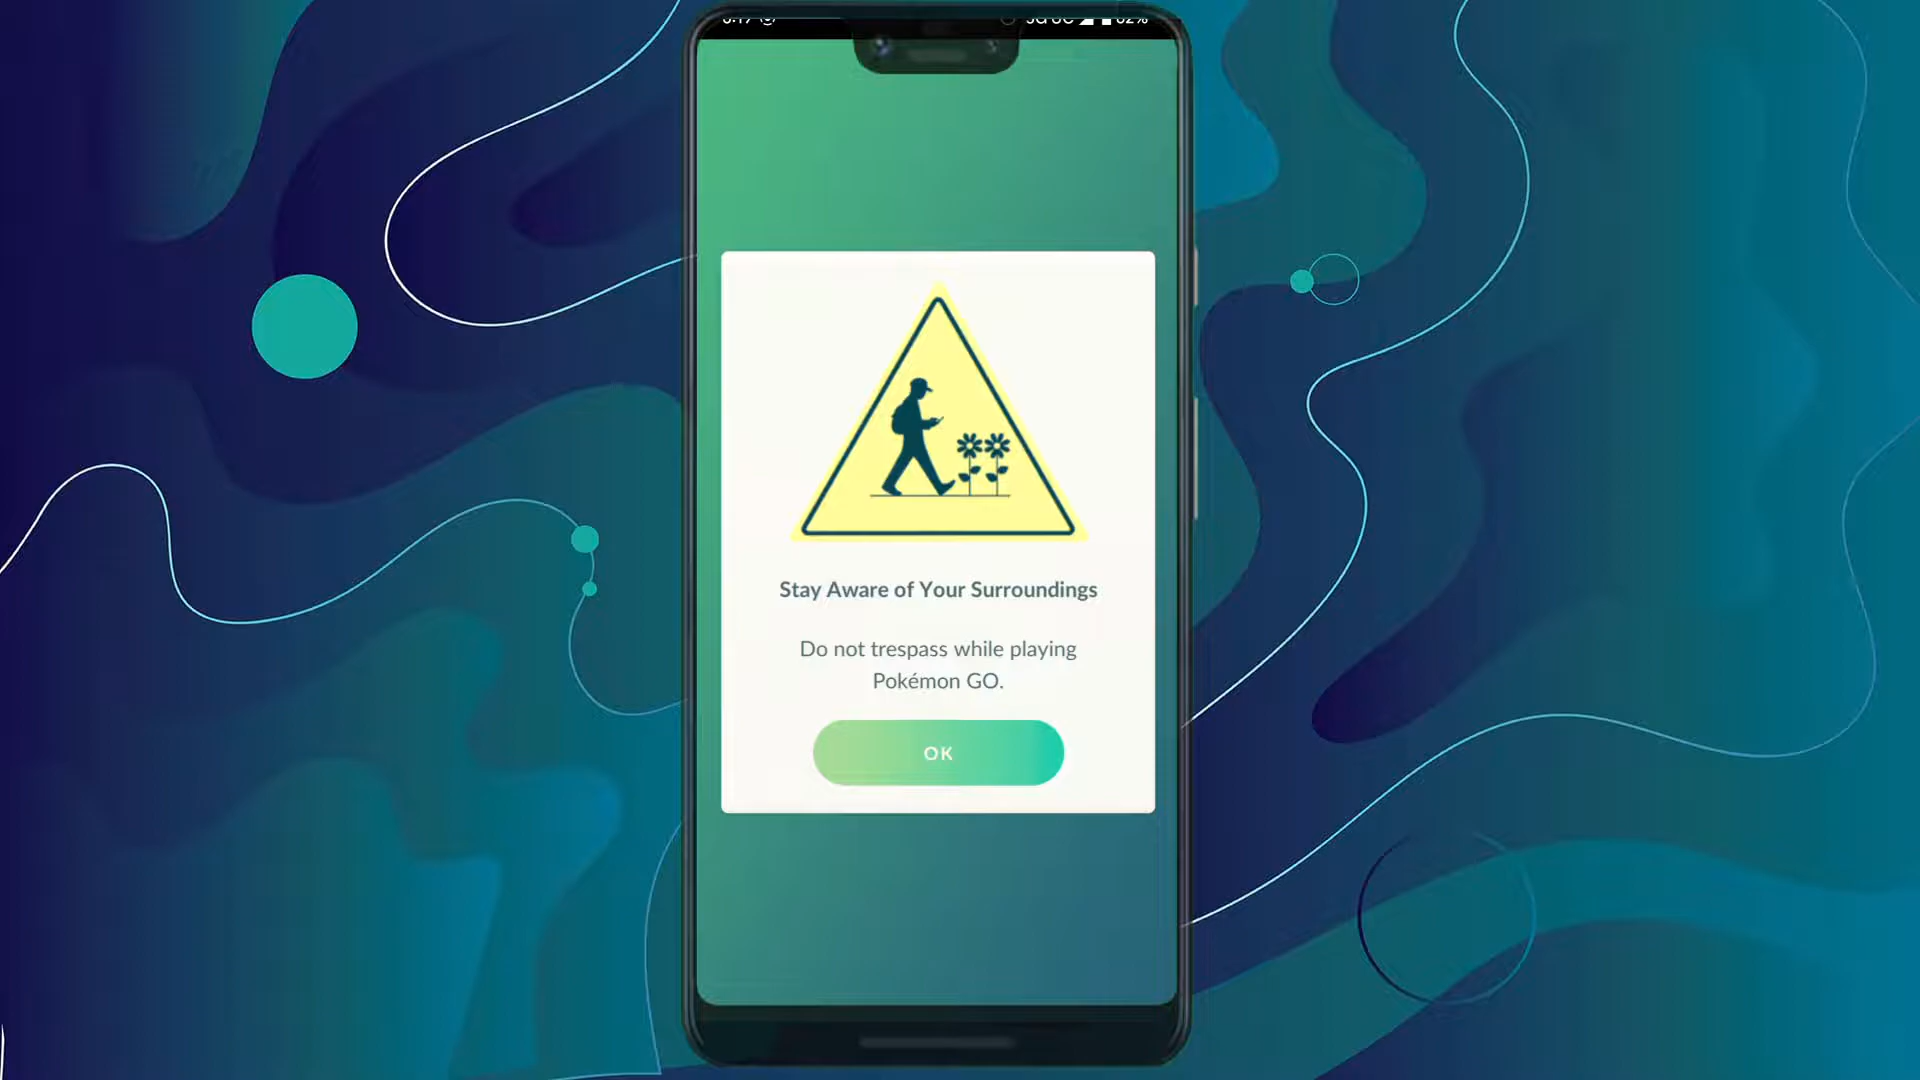 Stay Aware of Your Surroundings
Do not trespass while playing
Pokémon GO.
OK